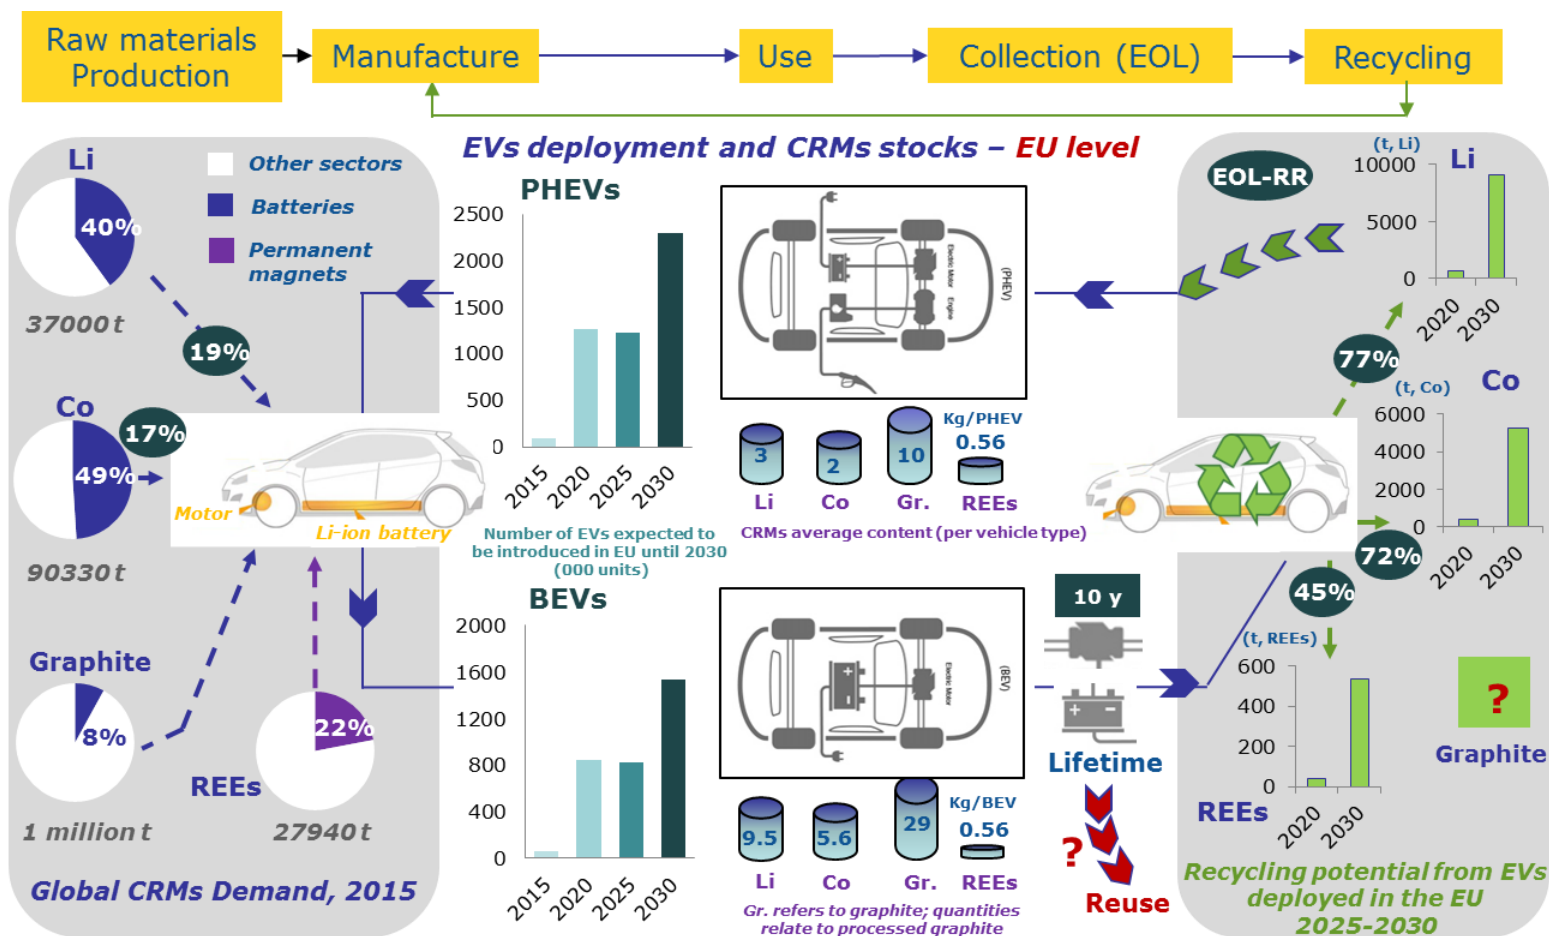 Raw materials
Production
Manufacture
Use
Collection (EOL)
Recycling
EVs deployment and CRMs stocks – EU level
Li
40%
37000 t
Other sectors
Batteries
Permanent
magnets
19%
Co
49%
17%
90330 t
Motor
Li-ion battery
Graphite
8%
1 million t
REEs
22%
27940 t
Global CRMs Demand, 2015
PHEVs
2500
2000
1500
1000
500
0
2015
2020
2025
2030
Number of EVs expected to
be introduced in EU until 2030
(000 units)
BEVs
2000
1600
1200
800
400
0
2015
2020
2025
2030
Electric Motor
Engine
(PHEV)
Kg/PHEV
3
2
10
0.56
Li
Co
Gr.
REEs
CRMs average content (per vehicle type)
Electric Motor
(BEV)
Kg/BEV
9.5
5.6
29
0.56
Li
Co
Gr.
REEs
Gr. refers to graphite; quantities
relate to processed graphite
10 y
Lifetime
?
Reuse
EOL-RR
(t, Li)
Li
10000
5000
0
2020
2030
77%
(t, Co)
Co
6000
4000
2000
0
2020
2030
72%
45%
(t, REEs)
600
400
200
0
2020
2030
REEs
?
Graphite
Recycling potential from EVs
deployed in the EU
2025-2030